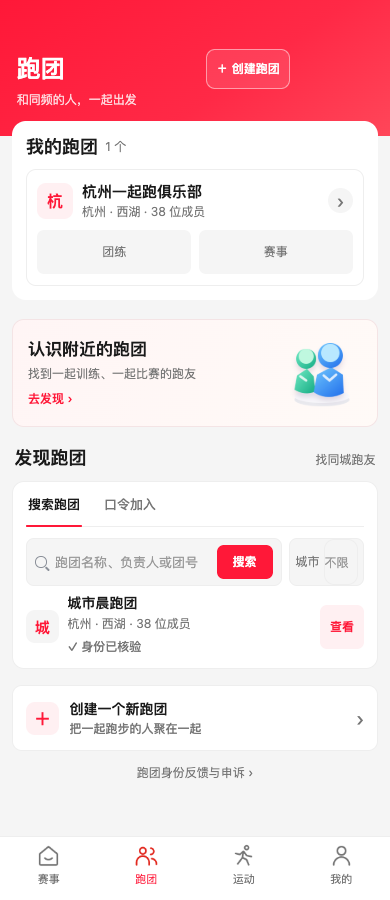 跑团
+ 创建跑团
和同频的人，一起出发
我的跑团 1个
杭
杭州一起跑俱乐部
杭州 · 西湖 · 38 位成员
团练
赛事
认识附近的跑团
找到一起训练、一起比赛的跑友
去发现 ›
发现跑团
找同城跑友
搜索跑团
口令加入
跑团名称、负责人或团号
搜索
城市 不限
城
城市晨跑团
杭州 · 西湖 · 38 位成员
✓ 身份已核验
查看
创建一个新跑团
把一起跑步的人聚在一起
跑团身份反馈与申诉 ›
赛事
跑团
运动
我的